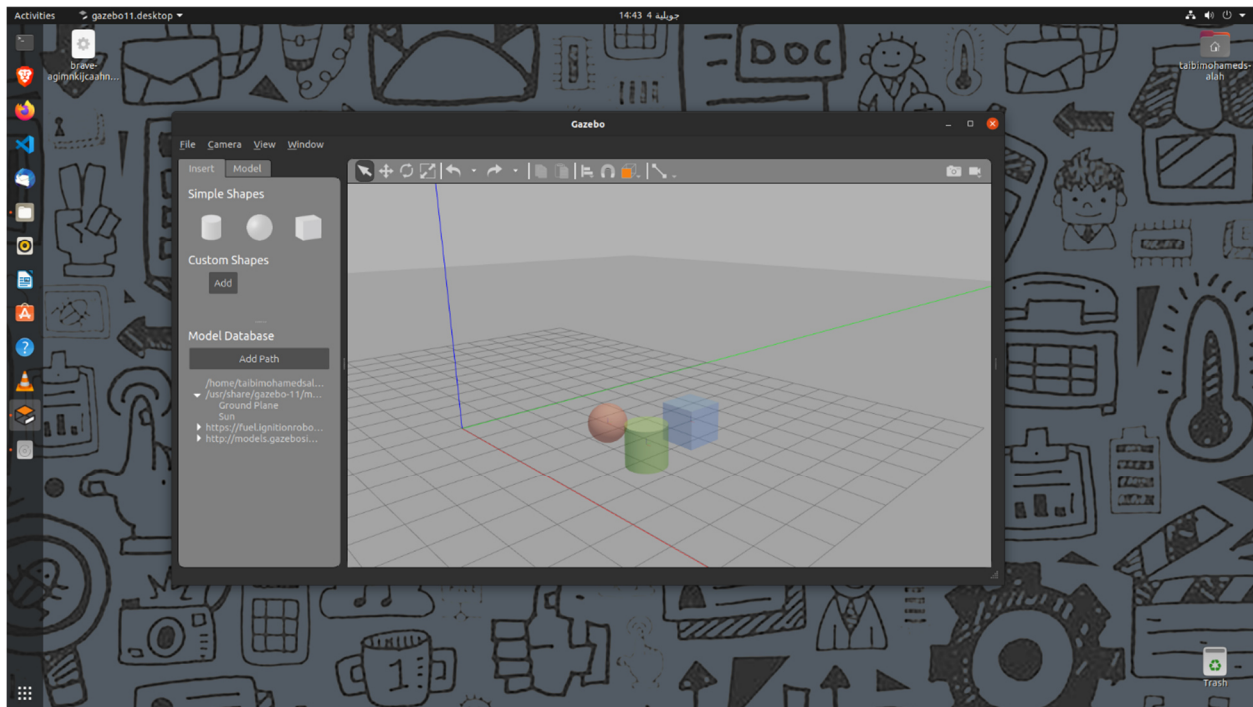 Activities
gazebo11.desktop
14:43 4 جويلية
brave-
agimnkijcaahn...
taibimohameds-
alah
DOC
Gazebo
File Camera View Window
Insert Model
Simple Shapes
Custom Shapes
Add
Model Database
Add Path
/home/taibimohamedsal...
/usr/share/gazebo-11/m...
Ground Plane
Sun
https://fuel.ignitionrobo...
http://models.gazebosi...
1
Trash